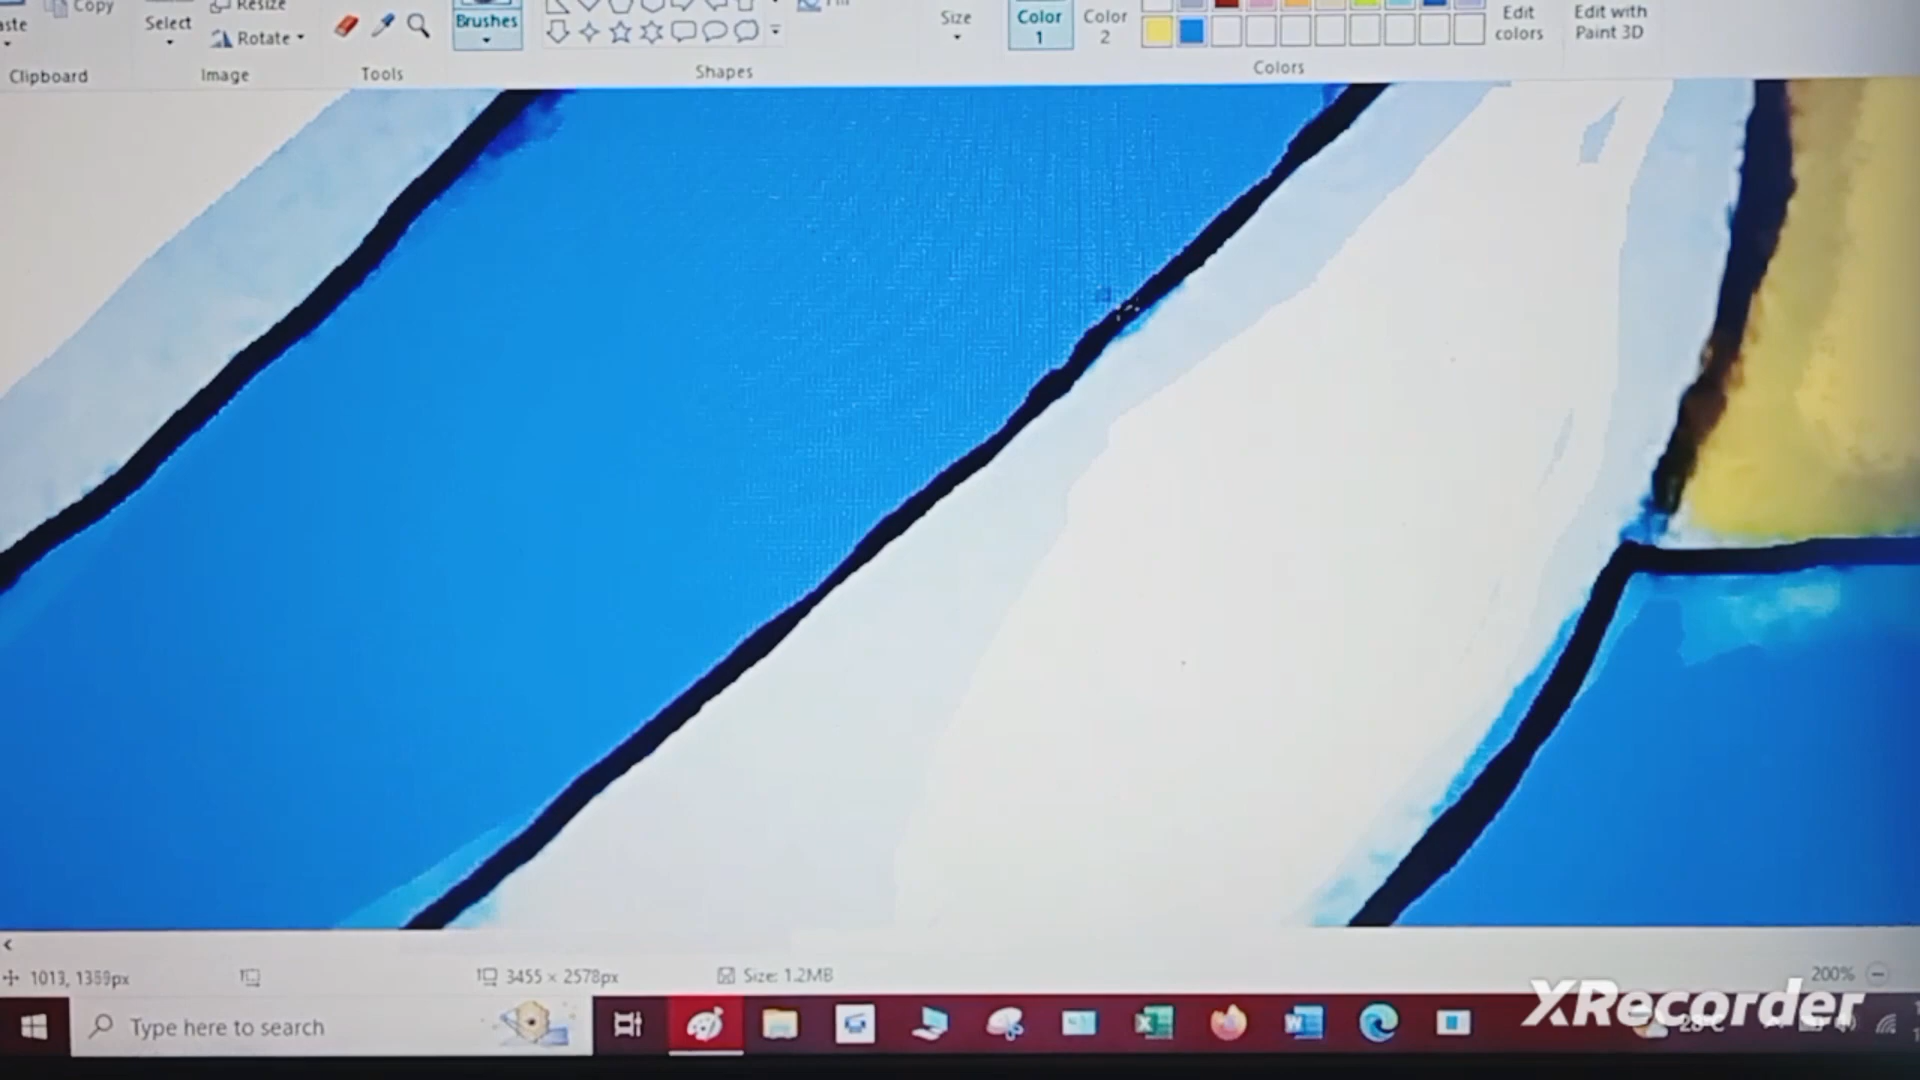 Copy
Resize
Select
Rotate
Brushes
Size
Color
1
Color
2
Edit
colors
Edit with
Paint 3D
Clipboard
Image
Tools
Shapes
Colors
1013, 1359px
3455 × 2578px
Size: 1.2MB
200%
Type here to search
XRecorder